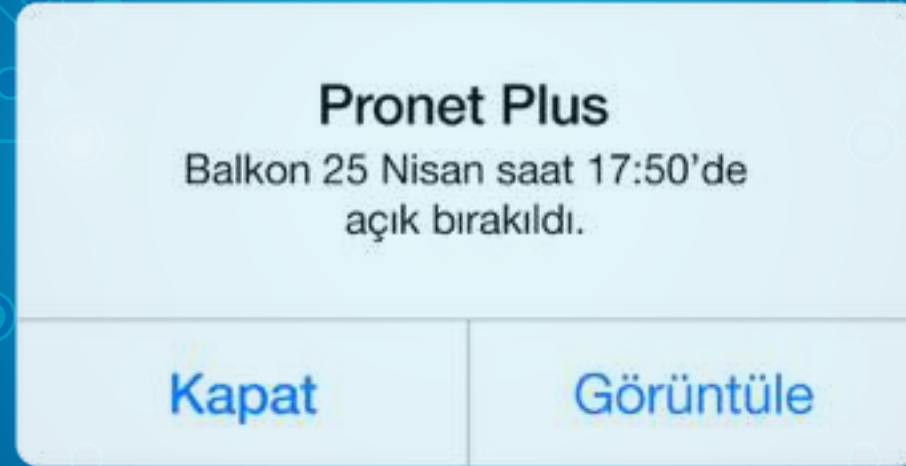 Pronet Plus
Balkon 25 Nisan saat 17:50’de
açık bırakıldı.
Kapat
Görüntüle